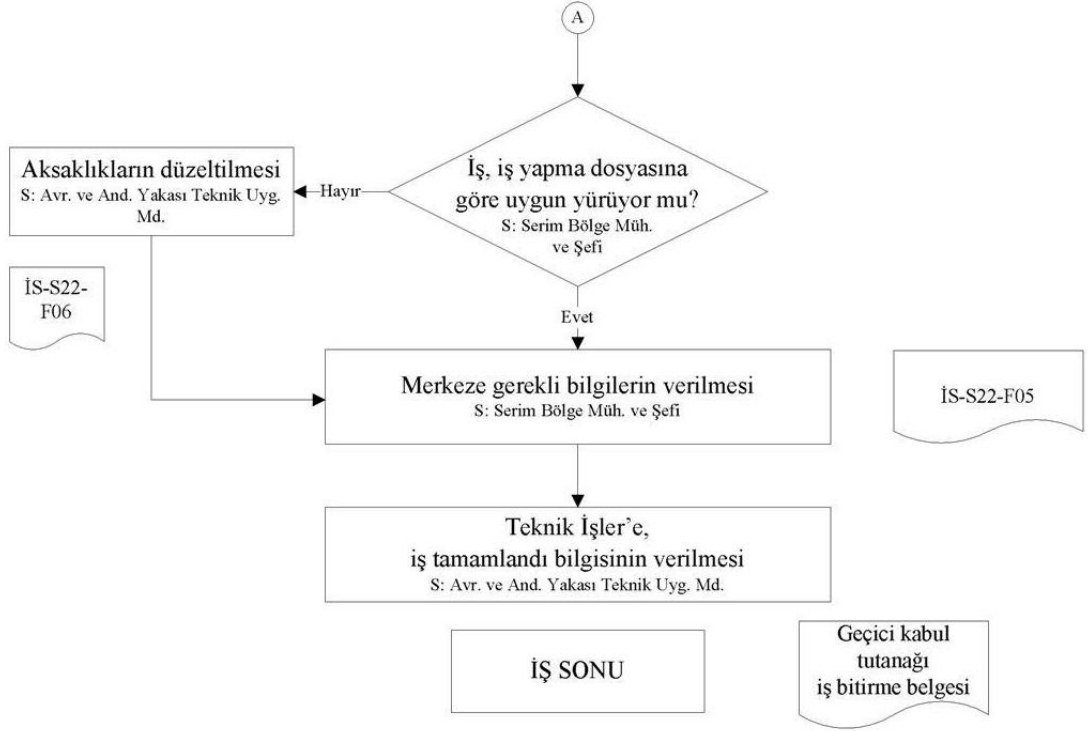 A
İş, iş yapma dosyasına
göre uygun yürüyor mu?
S: Serim Bölge Müh.
ve Şefi
Hayır
Aksaklıkların düzeltilmesi
S: Avr. ve And. Yakası Teknik Uyg.
Md.
İS-S22-
F06
Evet
Merkeze gerekli bilgilerin verilmesi
S: Serim Bölge Müh. ve Şefi
İS-S22-F05
Teknik İşler’e,
iş tamamlandı bilgisinin verilmesi
S: Avr. ve And. Yakası Teknik Uyg. Md.
İŞ SONU
Geçici kabul
tutanağı
iş bitirme belgesi